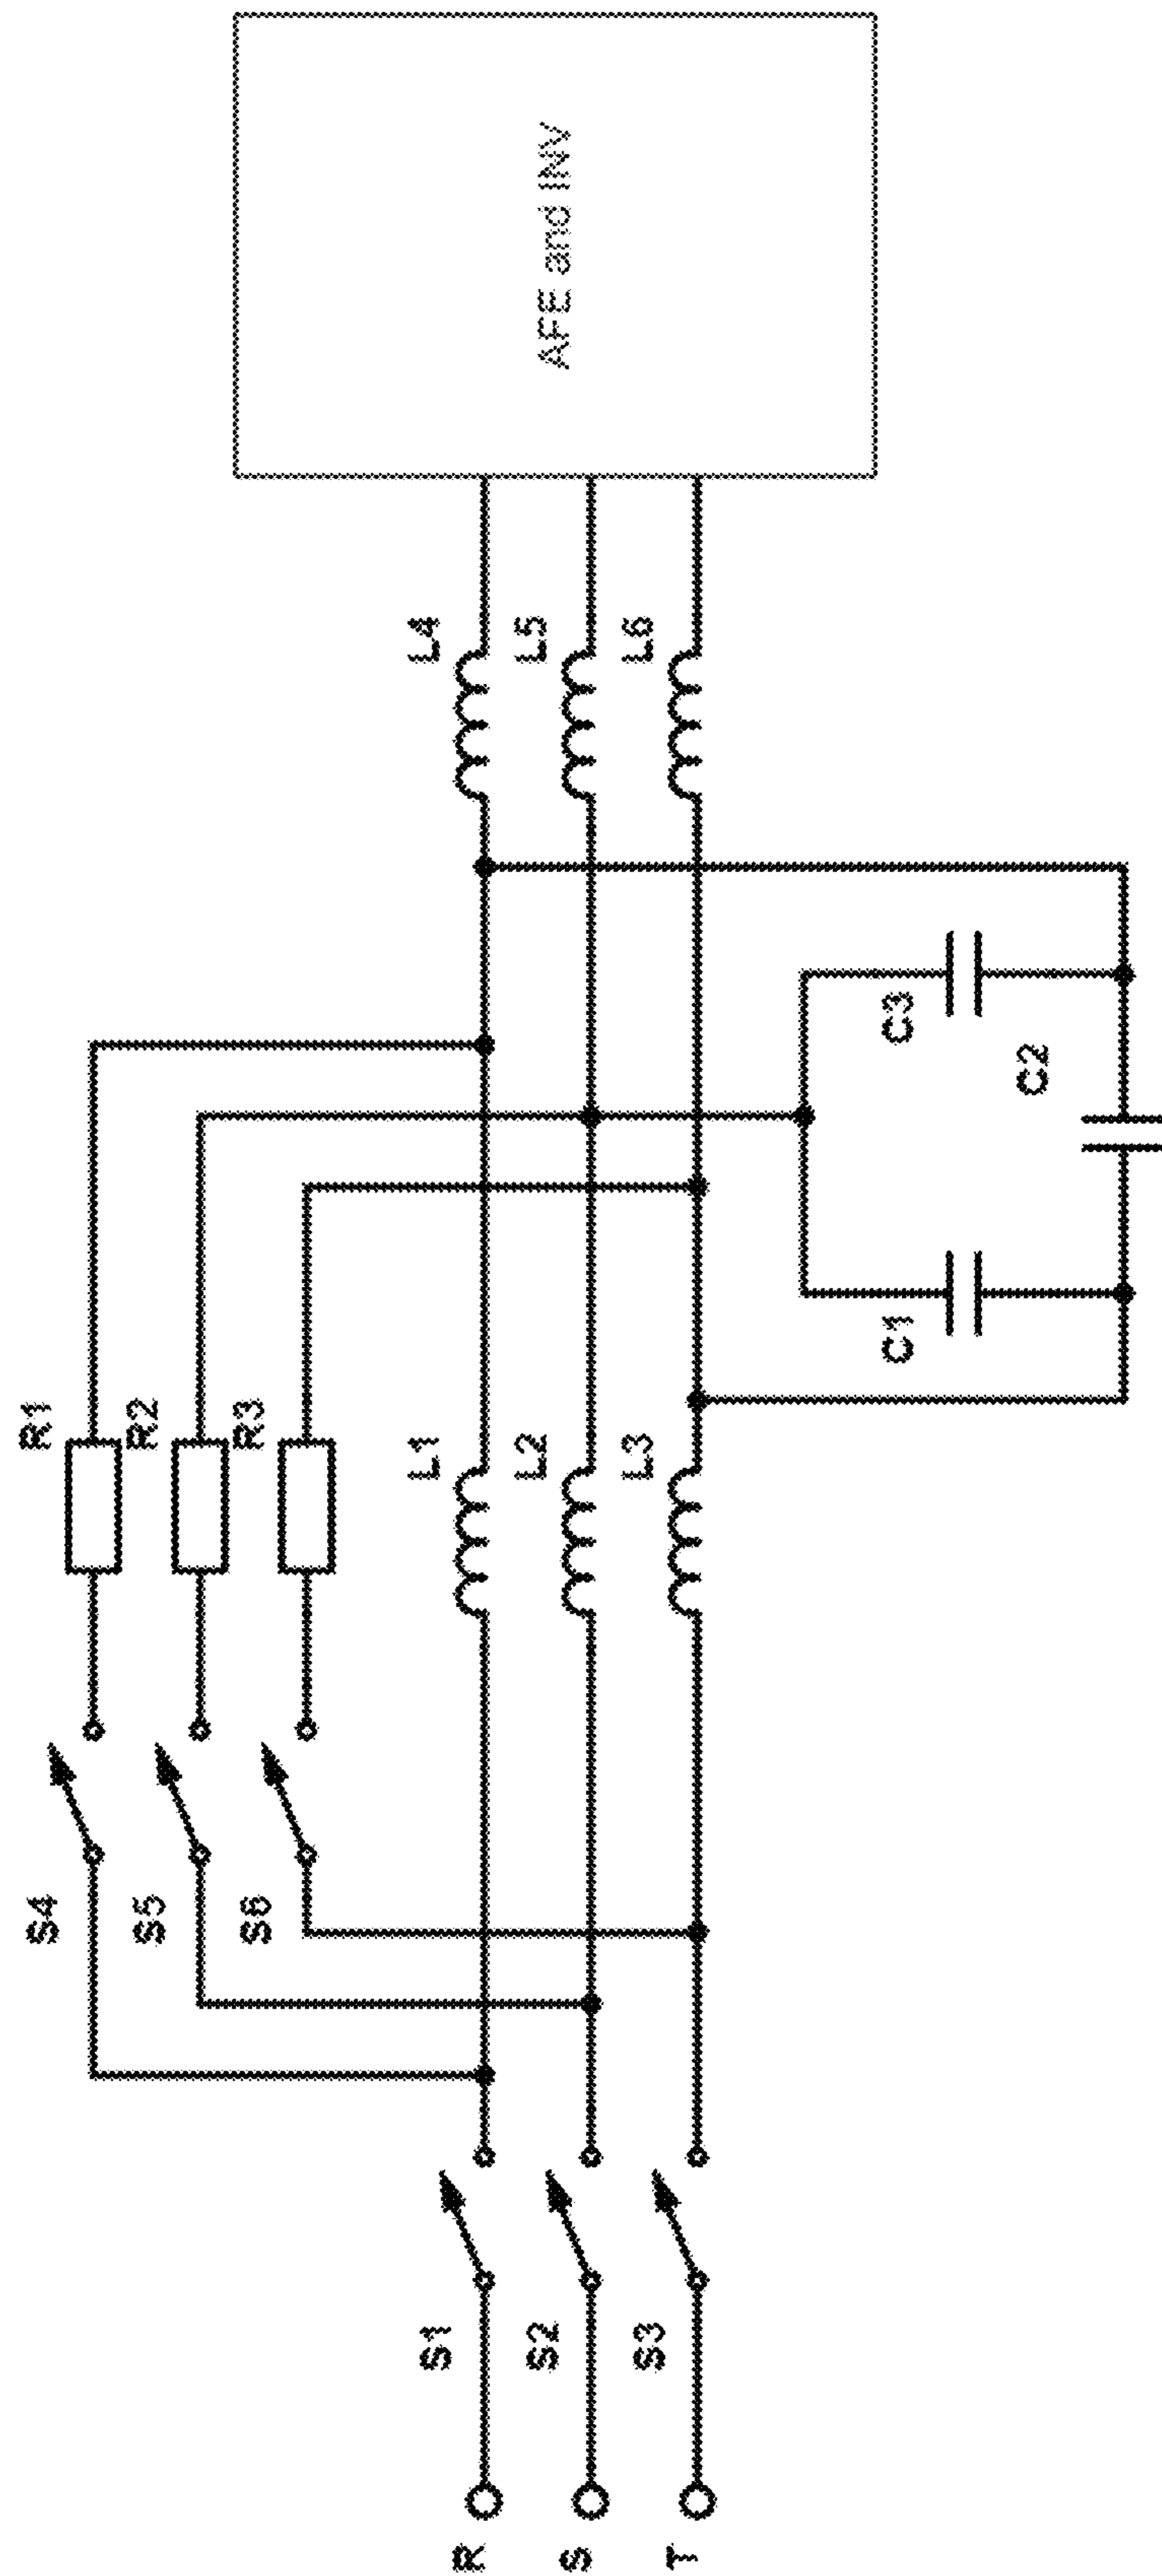 AFE and INV
R1
R2
R3
S4
S5
S6
L1
L2
L3
L4
L5
L6
C1
C2
C3
S1
S2
S3
R
S
T